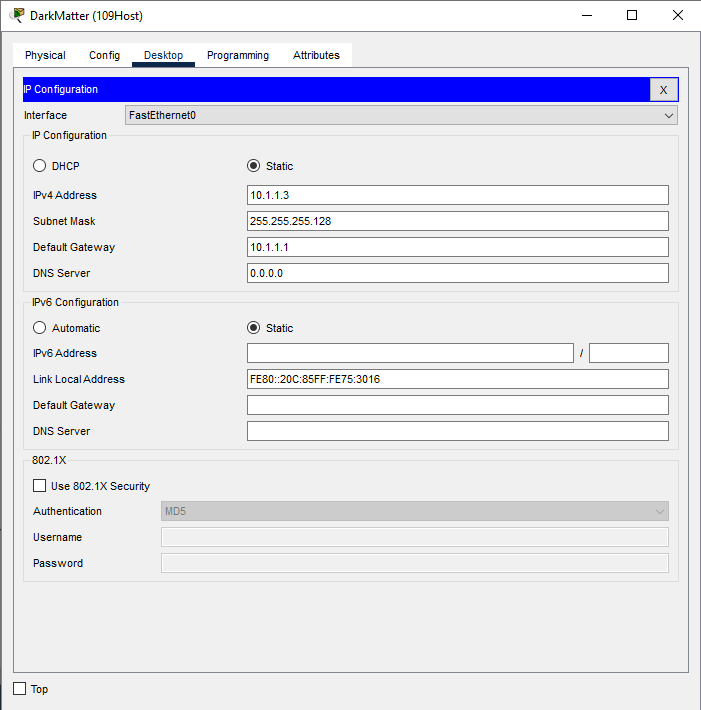 DarkMatter (109Host)
Physical Config Desktop Programming Attributes
IP Configuration X
Interface FastEthernet0
IP Configuration
DHCP Static
IPv4 Address 10.1.1.3
Subnet Mask 255.255.255.128
Default Gateway 10.1.1.1
DNS Server 0.0.0.0
IPv6 Configuration
Automatic Static
IPv6 Address /
Link Local Address FE80::20C:85FF:FE75:3016
Default Gateway
DNS Server
802.1X
Use 802.1X Security
Authentication MD5
Username
Password
Top